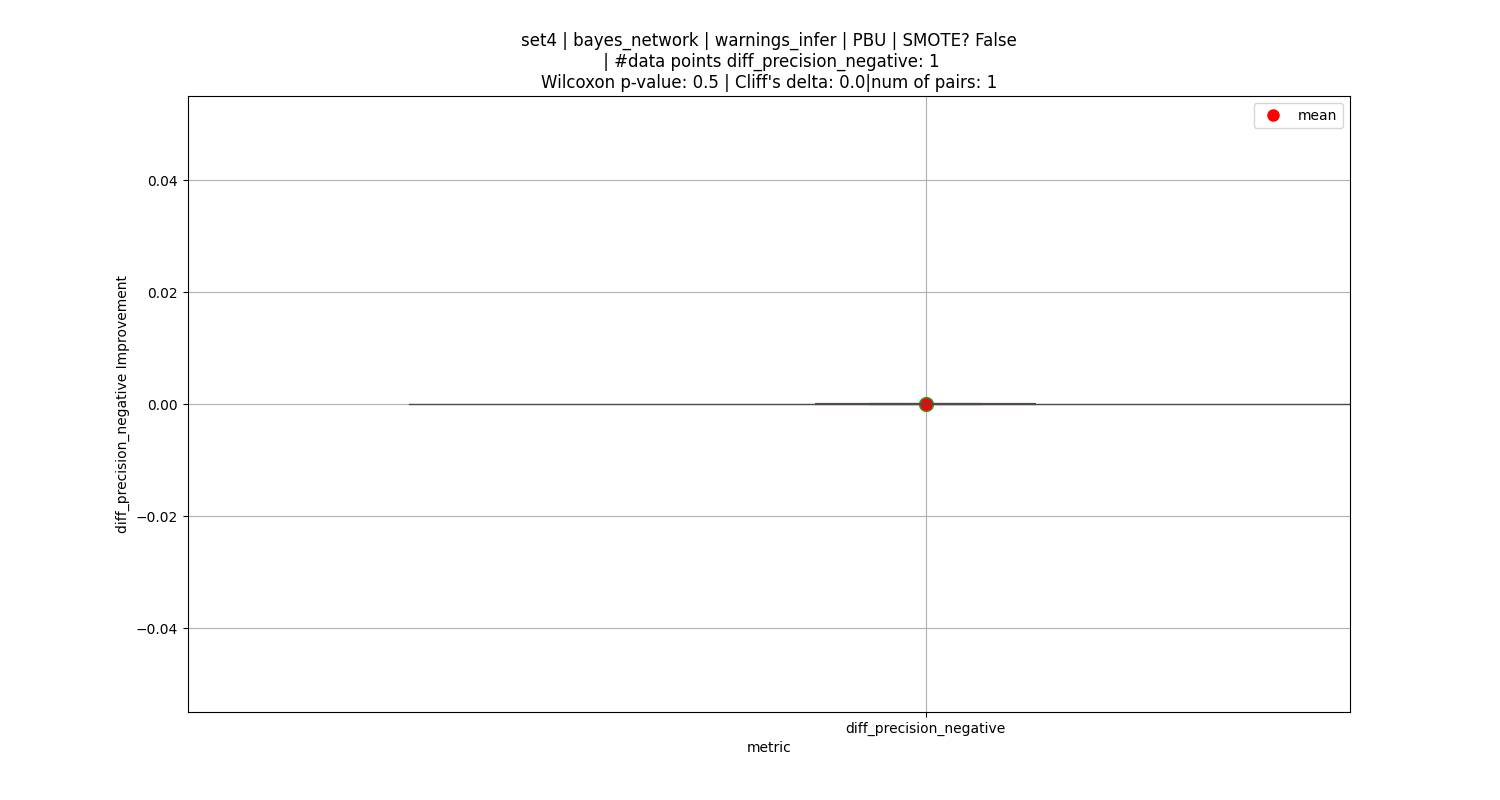 set4 | bayes_network | warnings_infer | PBU | SMOTE? False
| #data points diff_precision_negative: 1
Wilcoxon p-value: 0.5 | Cliff's delta: 0.0|num of pairs: 1
mean
0.04
0.02
0.00
−0.02
−0.04
diff_precision_negative Improvement
diff_precision_negative
metric